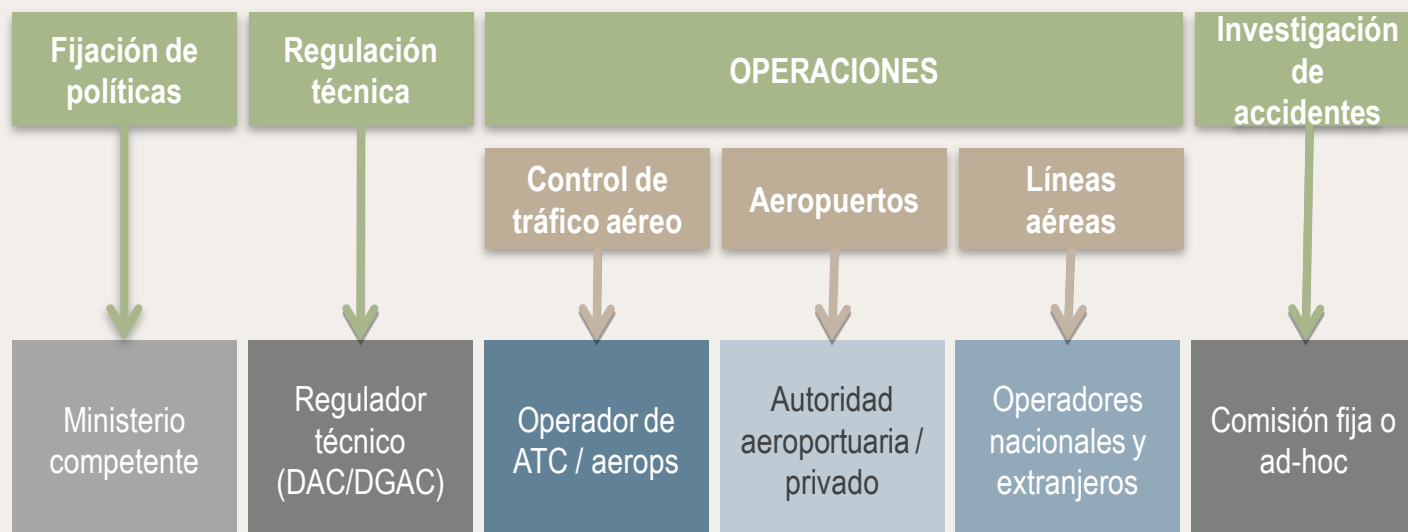 Fijación de
políticas
Regulación
técnica
OPERACIONES
Investigación
de
accidentes
Control de
tráfico aéreo
Aeropuertos
Líneas
aéreas
Ministerio
competente
Regulador
técnico
(DAC/DGAC)
Operador de
ATC / aerops
Autoridad
aeroportuaria /
privado
Operadores
nacionales y
extranjeros
Comisión fija o
ad-hoc